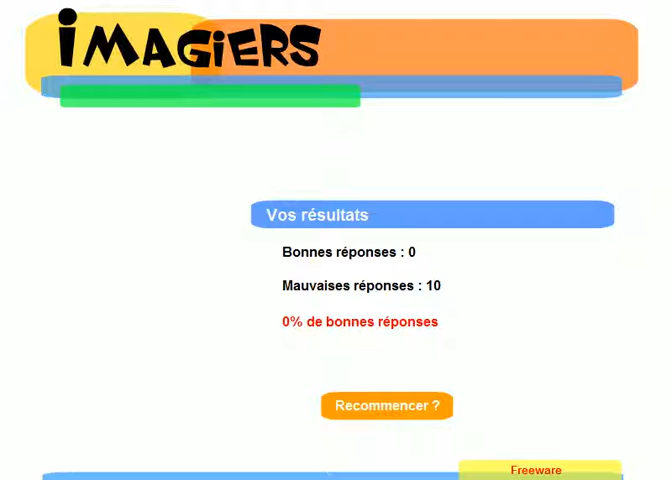 iMAGiERS
Vos résultats
Bonnes réponses : 0
Mauvaises réponses : 10
0% de bonnes réponses
Recommencer ?
Freeware